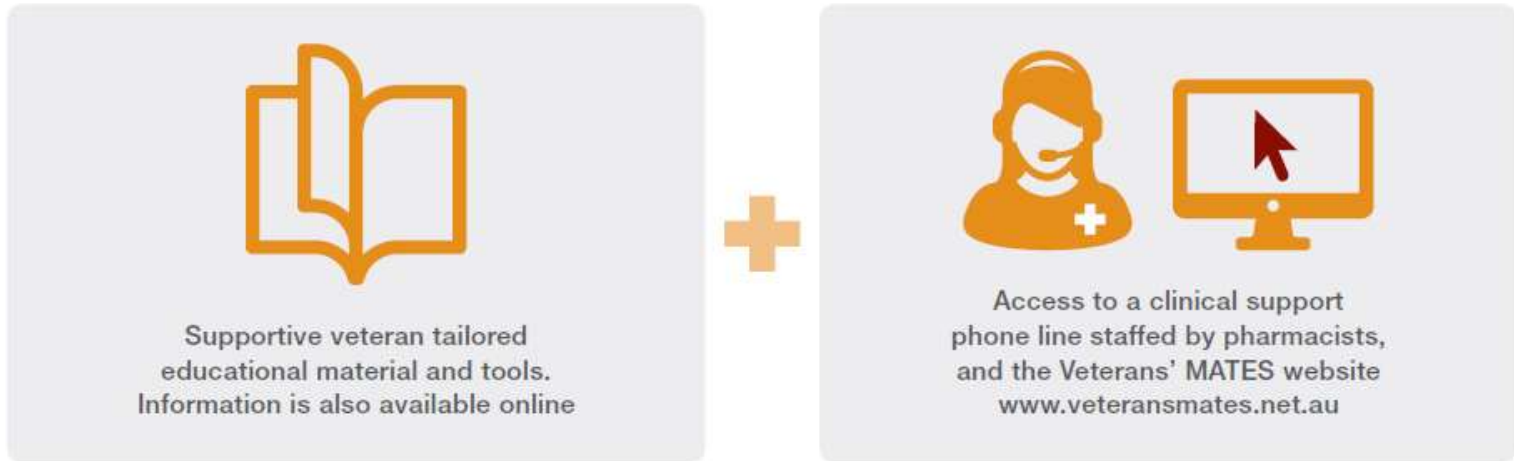 Supportive veteran tailored
educational material and tools.
Information is also available online
Access to a clinical support
phone line staffed by pharmacists,
and the Veterans’ MATES website
www.veteransmates.net.au